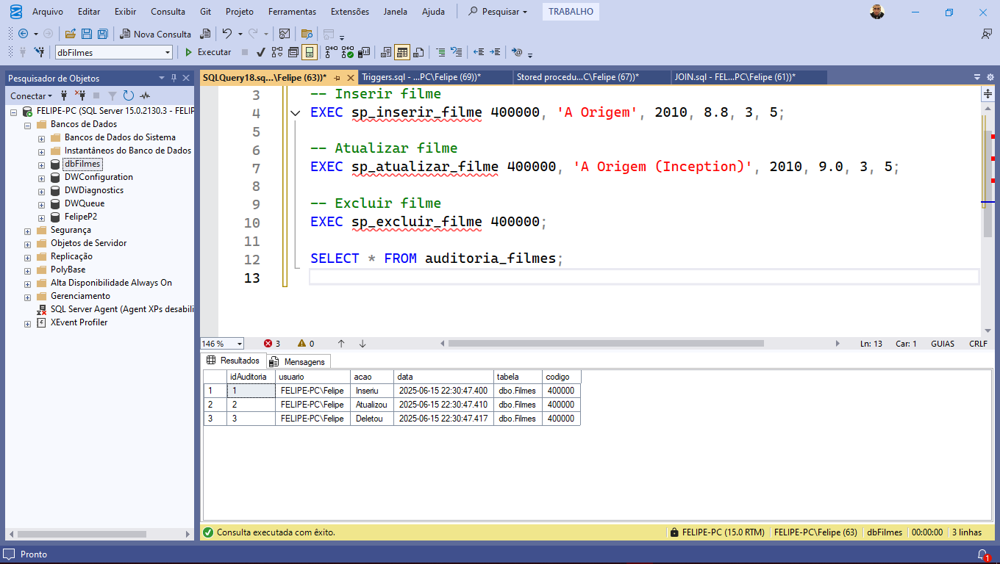 Arquivo Editar Exibir Consulta Git Projeto Ferramentas Extensões Janela Ajuda Pesquisar TRABALHO
Nova Consulta
dbFilmes Executar
Pesquisador de Objetos
Conectar
FELIPE-PC (SQL Server 15.0.2130.3 - FELIP
Bancos de Dados
Bancos de Dados do Sistema
Instantâneos do Banco de Dados
dbFilmes
DWConfiguration
DWDiagnostics
DWQueue
FelipeP2
Segurança
Objetos de Servidor
Replicação
PolyBase
Alta Disponibilidade Always On
Gerenciamento
SQL Server Agent (Agent XPs desabili
XEvent Profiler
SQLQuery18.sq...\Felipe (63))* Triggers.sql - ...PC\Felipe (69))* Stored procedu...C\Felipe (67))* JOIN.sql - FEL...PC\Felipe (61))*
3 -- Inserir filme
4 EXEC sp_inserir_filme 400000, 'A Origem', 2010, 8.8, 3, 5;
5
6 -- Atualizar filme
7 EXEC sp_atualizar_filme 400000, 'A Origem (Inception)', 2010, 9.0, 3, 5;
8
9 -- Excluir filme
10 EXEC sp_excluir_filme 400000;
11
12 SELECT * FROM auditoria_filmes;
13
146 % 3 0 Ln: 13 Car: 1 GUIAS CRLF
Resultados Mensagens
idAuditoria usuario acao data tabela codigo
1 1 FELIPE-PC\Felipe Inseriu 2025-06-15 22:30:47.400 dbo.Filmes 400000
2 2 FELIPE-PC\Felipe Atualizou 2025-06-15 22:30:47.410 dbo.Filmes 400000
3 3 FELIPE-PC\Felipe Deletou 2025-06-15 22:30:47.417 dbo.Filmes 400000
Consulta executada com êxito. FELIPE-PC (15.0 RTM) FELIPE-PC\Felipe (63) dbFilmes 00:00:00 3 linhas
Pronto 1